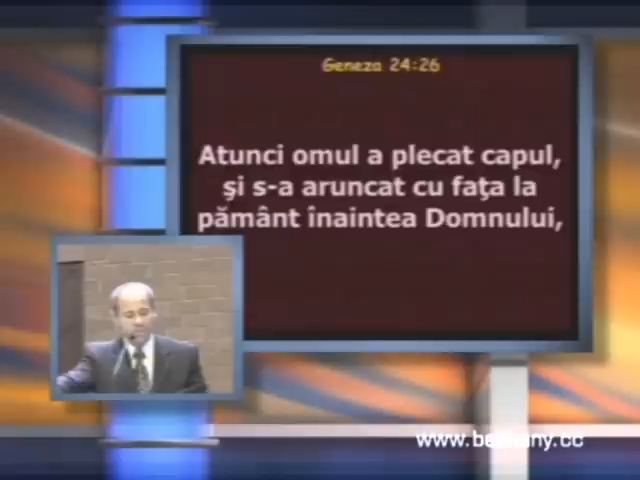 Geneza 24:26
Atunci omul a plecat capul,
şi s-a aruncat cu faţa la
pământ înaintea Domnului,